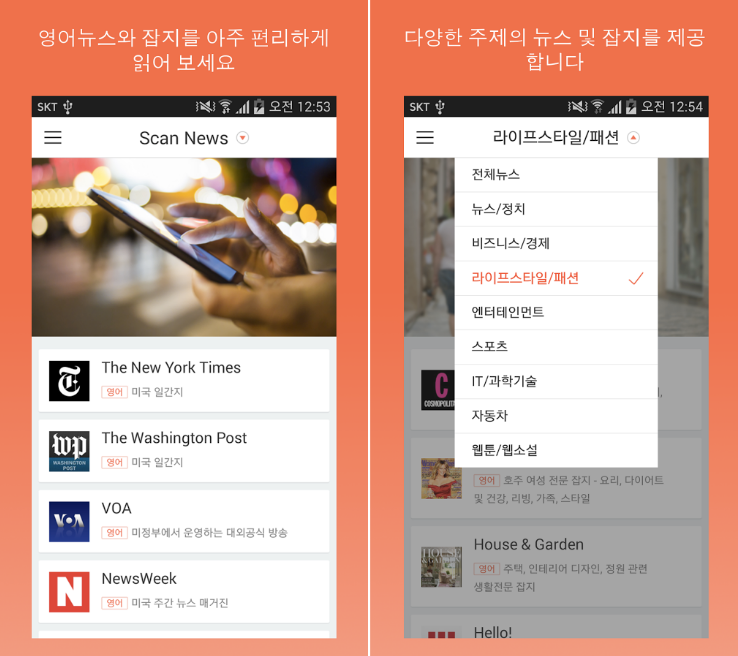 영어뉴스와 잡지를 아주 편리하게
읽어 보세요
SKT 오전 12:53
Scan News
The New York Times
영어 미국 일간지
wp
WASHINGTON
POST
The Washington Post
영어 미국 일간지
VOA
VOA
영어 미정부에서 운영하는 대외공식 방송
N
NewsWeek
영어 미국 주간 뉴스 매거진
다양한 주제의 뉴스 및 잡지를 제공
합니다
SKT 오전 12:54
라이프스타일/패션
전체뉴스
뉴스/정치
비즈니스/경제
라이프스타일/패션
엔터테인먼트
스포츠
IT/과학기술
자동차
웹툰/웹소설
C
영어 호주 여성 전문 잡지 - 요리, 다이어트
및 건강, 리빙, 가족, 스타일
HOUSE
House & Garden
영어 주택, 인테리어 디자인, 정원 관련
생활전문 잡지
Hello!